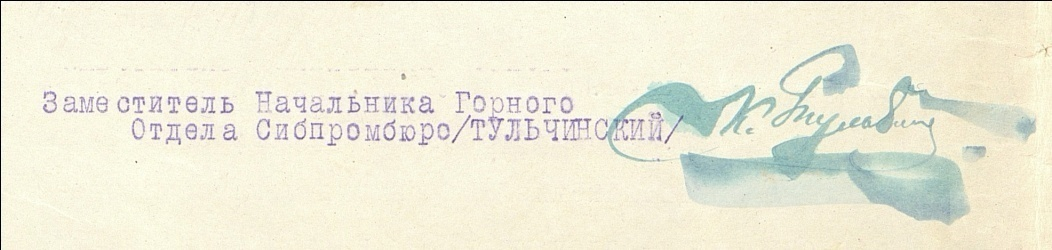 Заместитель Начальника Горного
Отдела Сибпромбюро/ТУЛЬЧИНСКИЙ/
К.